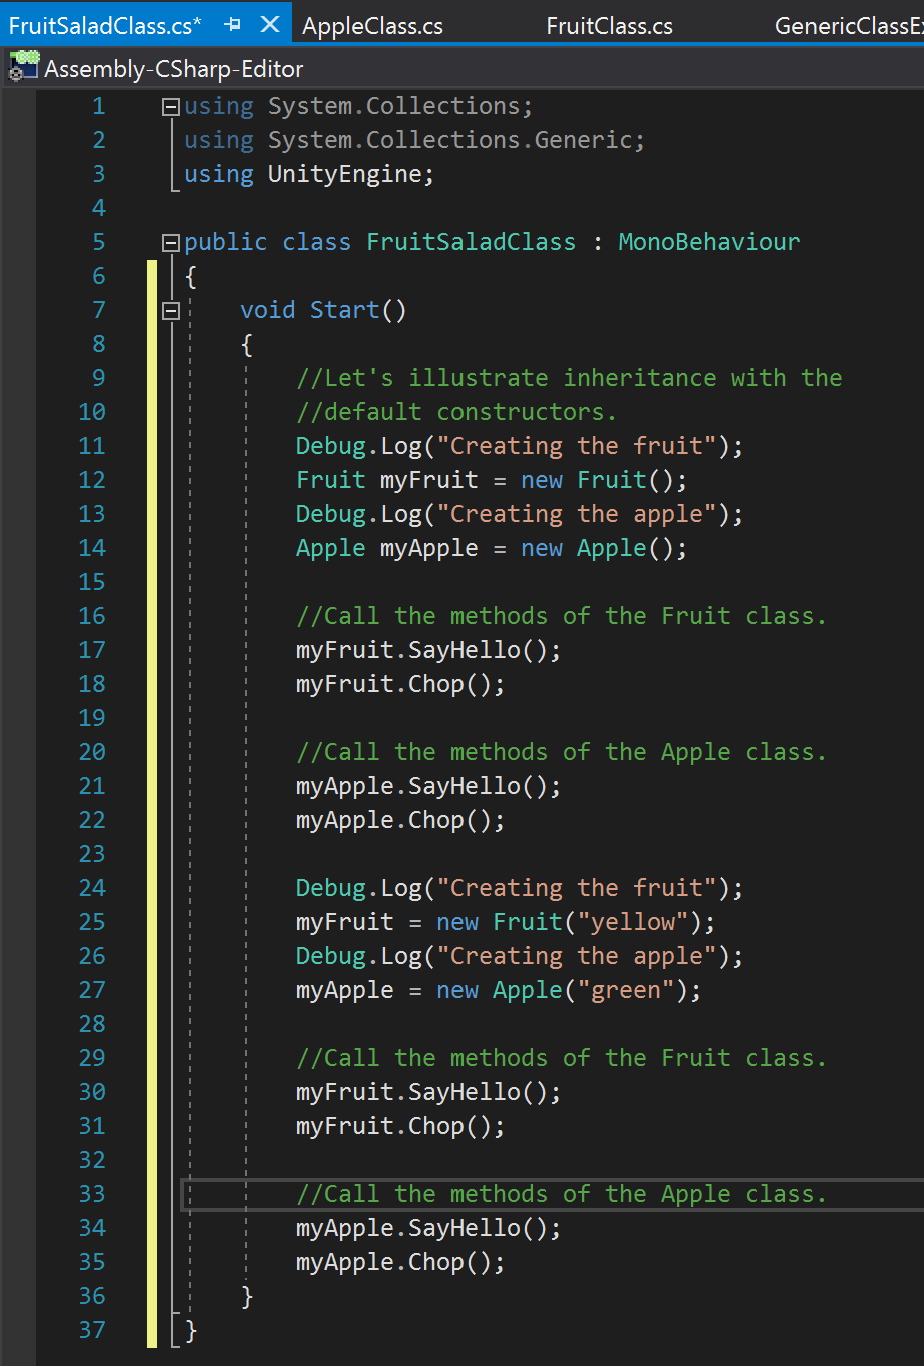 FruitSaladClass.cs* AppleClass.cs FruitClass.cs
Assembly-CSharp-Editor
1 using System.Collections;
2 using System.Collections.Generic;
3 using UnityEngine;
4
5 public class FruitSaladClass : MonoBehaviour
6 {
7 void Start()
8 {
9 //Let's illustrate inheritance with the
10 //default constructors.
11 Debug.Log("Creating the fruit");
12 Fruit myFruit = new Fruit();
13 Debug.Log("Creating the apple");
14 Apple myApple = new Apple();
15
16 //Call the methods of the Fruit class.
17 myFruit.SayHello();
18 myFruit.Chop();
19
20 //Call the methods of the Apple class.
21 myApple.SayHello();
22 myApple.Chop();
23
24 Debug.Log("Creating the fruit");
25 myFruit = new Fruit("yellow");
26 Debug.Log("Creating the apple");
27 myApple = new Apple("green");
28
29 //Call the methods of the Fruit class.
30 myFruit.SayHello();
31 myFruit.Chop();
32
33 //Call the methods of the Apple class.
34 myApple.SayHello();
35 myApple.Chop();
36 }
37 }